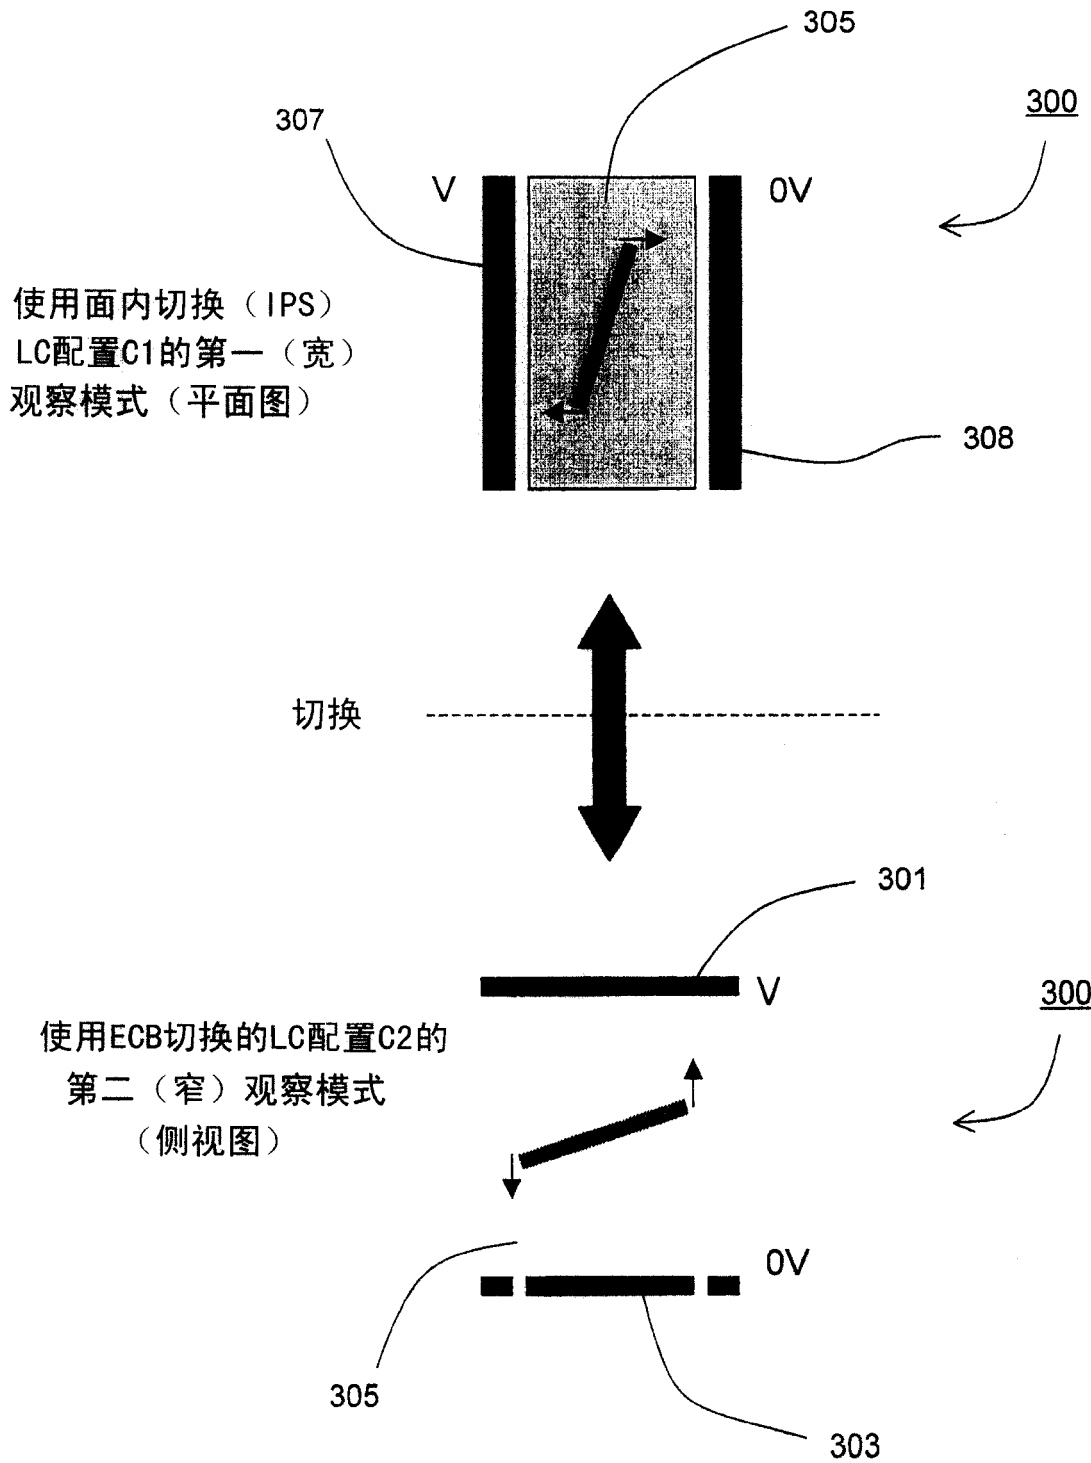 305
300
307
V
0V
使用面内切换（IPS）
LC配置C1的第一（宽）
观察模式（平面图）
308
切换
301
V
300
使用ECB切换的LC配置C2的
第二（窄）观察模式
（侧视图）
0V
305
303